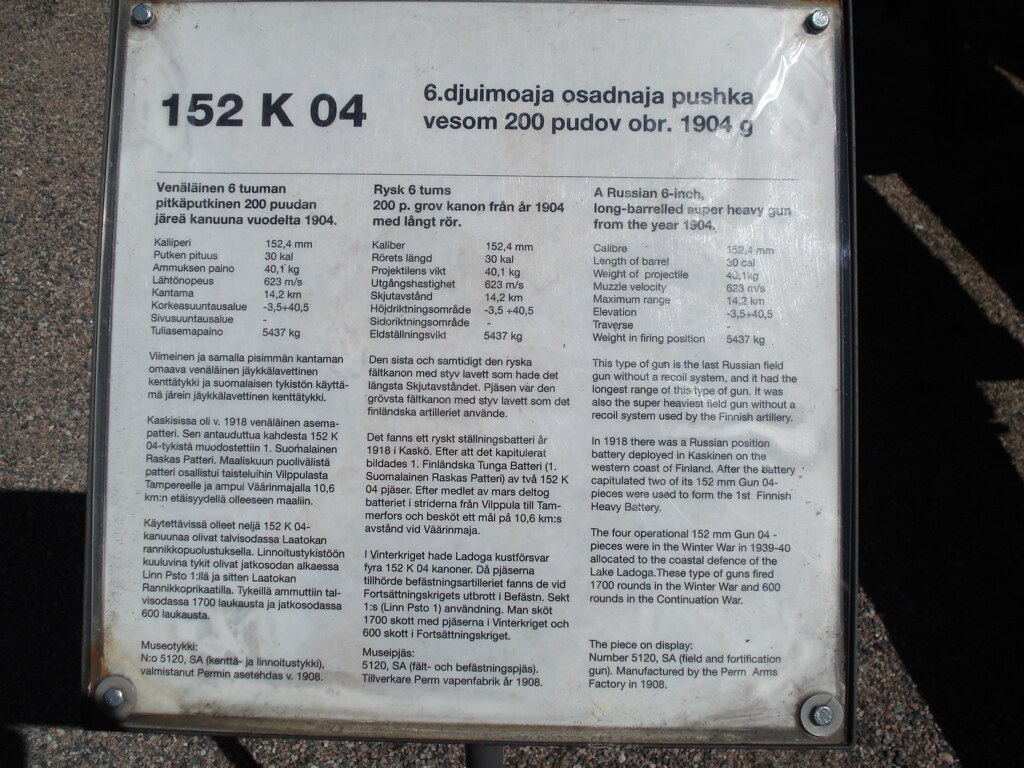 152 K 04
6.djuimoaja osadnaja pushka
vesom 200 pudov obr. 1904 g
Venäläinen 6 tuuman
pitkäputkinen 200 puudan
järeä kanuuna vuodelta 1904.
Kaliiperi 152,4 mm
Putken pituus 30 kal
Ammuksen paino 40,1 kg
Lähtönopeus 623 m/s
Kantama 14,2 km
Korkeasuuntausalue -3,5+40,5
Sivusuuntausalue -
Tuliasemapaino 5437 kg
Viimeinen ja samalla pisimmän kantaman
omaava venäläinen jäykkälavettinen
kenttätykki ja suomalaisen tykistön käyttä-
mä järein jäykkälavettinen kenttätykki.
Kaskisissa oli v. 1918 venäläinen asema-
patteri. Sen antauduttua kahdesta 152 K
04-tykistä muodostettiin 1. Suomalainen
Raskas Patteri. Maaliskuun puolivälistä
patteri osallistui taisteluihin Vilppulasta
Tampereelle ja ampui Väärinmajalla 10,6
km:n etäisyydellä olleeseen maaliin.
Käytettävissä olleet neljä 152 K 04-
kanuunaa olivat talvisodassa Laatokan
rannikkopuolustuksella. Linnoitustykistöön
kuuluvina tykit olivat jatkosodan alkaessa
Linn Psto 1:llä ja sitten Laatokan
Rannikkoprikaatilla. Tykeillä ammuttiin tal-
visodassa 1700 laukausta ja jatkosodassa
600 laukausta.
Museotykki:
N:o 5120, SA (kenttä- ja linnoitustykki),
valmistanut Permin asetehdas v. 1908.
Rysk 6 tums
200 p. grov kanon från år 1904
med långt rör.
Kaliber 152,4 mm
Rörets längd 30 kal
Projektilens vikt 40,1 kg
Utgångshastighet 623 m/s
Skjutavstånd 14,2 km
Höjdriktningsområde -3,5 +40,5
Sidoriktningsområde -
Eldställningsvikt 5437 kg
Den sista och samtidigt den ryska
fältkanon med styv lavett som hade det
längsta Skjutavståndet. Pjäsen var den
grövsta fältkanon med styv lavett som det
finländska artilleriet använde.
Det fanns ett ryskt ställningsbatteri år
1918 i Kaskö. Efter att det kapitulerat
bildades 1. Finländska Tunga Batteri (1.
Suomalainen Raskas Patteri) av två 152 K
04 pjäser. Efter medlet av mars deltog
batteriet i striderna från Vilppula till Tam-
merfors och besköt ett mål på 10,6 km:s
avstånd vid Väärinmaja.
I Vinterkriget hade Ladoga kustförsvar
fyra 152 K 04 kanoner. Då pjäserna
tillhörde befästningsartilleriet fanns de vid
Fortsättningskrigets utbrott i Befästn. Sekt
1:s (Linn Psto 1) användning. Man sköt
1700 skott med pjäserna i Vinterkriget och
600 skott i Fortsättningskriget.
Museipjäs:
5120, SA (fält- och befästningspjäs).
Tillverkare Perm vapenfabrik år 1908.
A Russian 6-inch,
long-barrelled super heavy gun
from the year 1904.
Calibre 152,4 mm
Length of barrel 30 cal
Weight of projectile 40,1kg
Muzzle velocity 623 m/s
Maximum range 14,2 km
Elevation -3,5+40,5
Traverse -
Weight in firing position 5437 kg
This type of gun is the last Russian field
gun without a recoil system, and it had the
longest range of this type of gun. It was
also the super heaviest field gun without a
recoil system used by the Finnish artillery.
In 1918 there was a Russian position
battery deployed in Kaskinen on the
western coast of Finland. After the battery
capitulated two of its 152 mm Gun 04-
pieces were used to form the 1st Finnish
Heavy Battery.
The four operational 152 mm Gun 04 -
pieces were in the Winter War in 1939-40
allocated to the coastal defence of the
Lake Ladoga.These type of guns fired
1700 rounds in the Winter War and 600
rounds in the Continuation War.
The piece on display:
Number 5120, SA (field and fortification
gun). Manufactured by the Perm Arms
Factory in 1908.